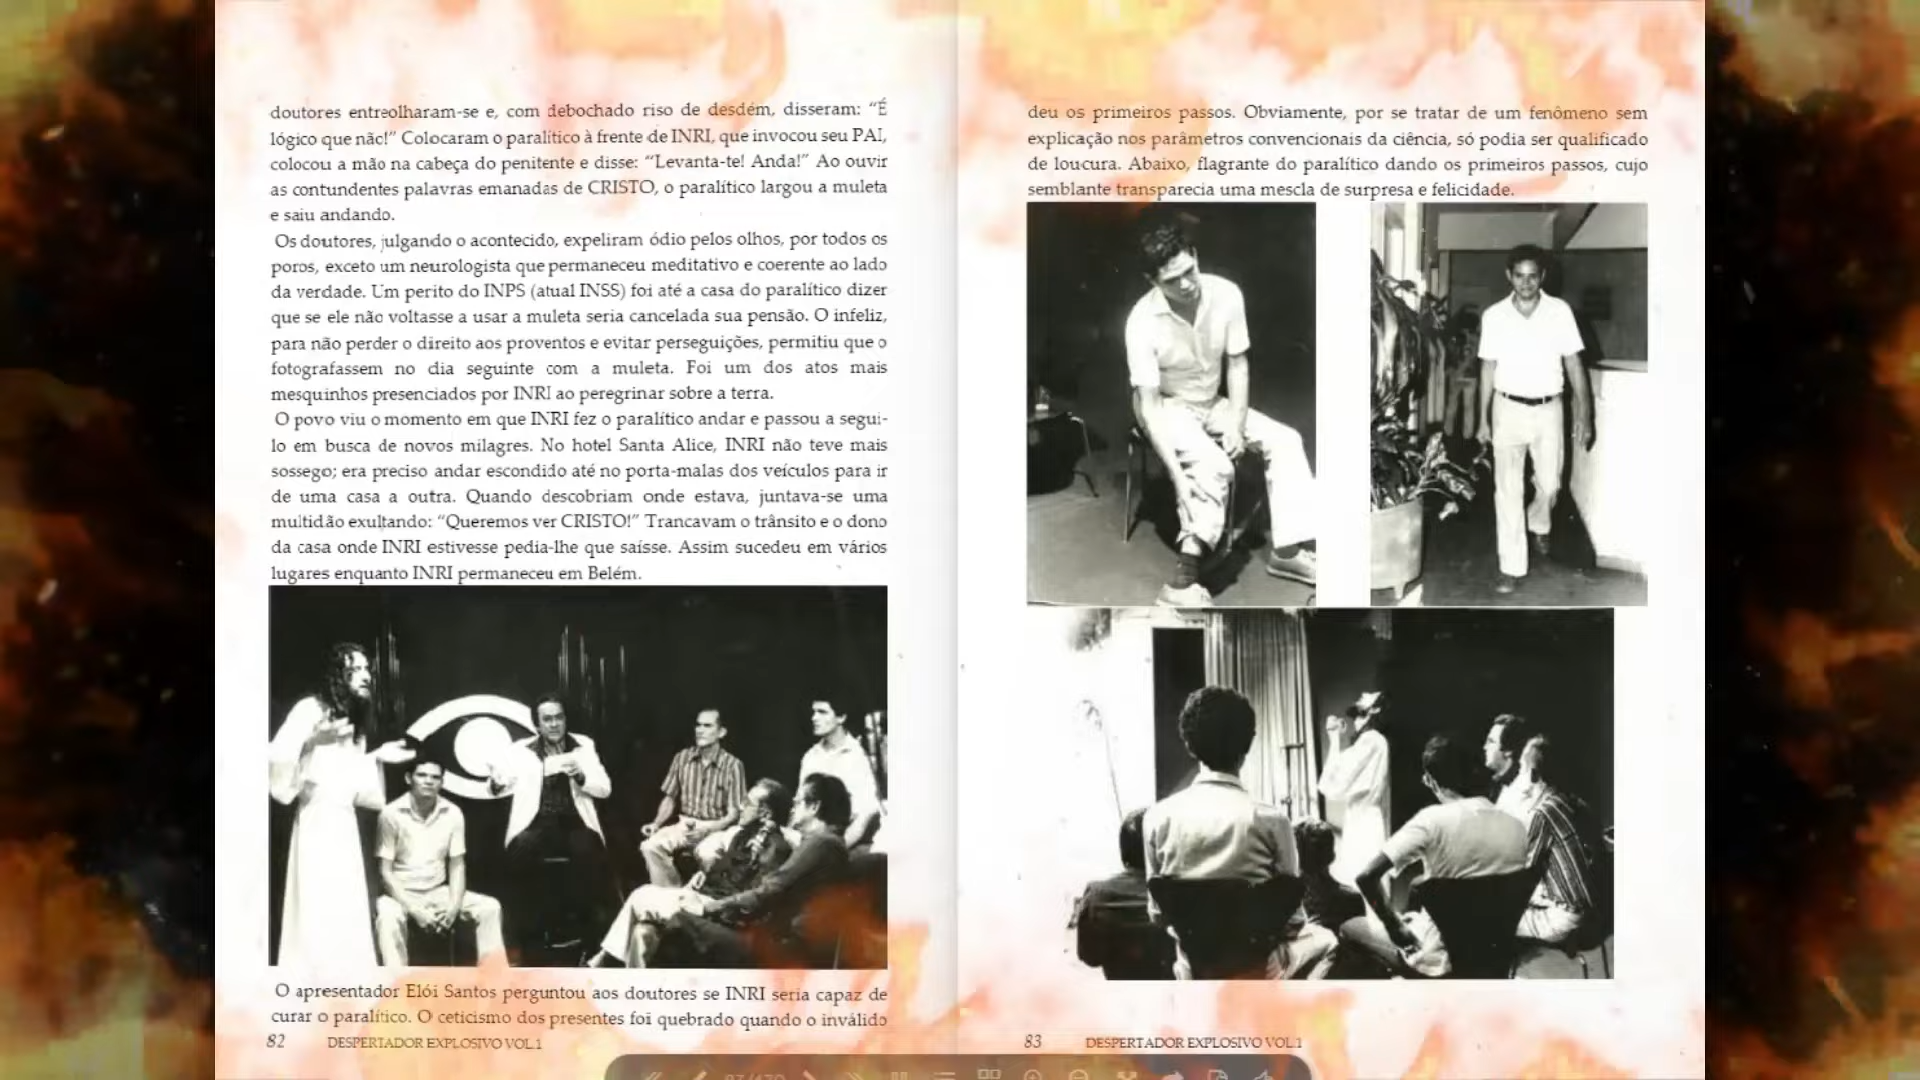 doutores entreolharam-se e, com debochado riso de desdém, disseram: “É
lógico que não!” Colocaram o paralítico à frente de INRI, que invocou seu PAI,
colocou a mão na cabeça do penitente e disse: “Levanta-te! Anda!” Ao ouvir
as contundentes palavras emanadas de CRISTO, o paralítico largou a muleta
e saiu andando.
Os doutores, julgando o acontecido, expeliram ódio pelos olhos, por todos os
poros, exceto um neurologista que permaneceu meditativo e coerente ao lado
da verdade. Um perito do INPS (atual INSS) foi até a casa do paralítico dizer
que se ele não voltasse a usar a muleta seria cancelada sua pensão. O infeliz,
para não perder o direito aos proventos e evitar perseguições, permitiu que o
fotografassem no dia seguinte com a muleta. Foi um dos atos mais
mesquinhos presenciados por INRI ao peregrinar sobre a terra.
O povo viu o momento em que INRI fez o paralítico andar e passou a segui-
lo em busca de novos milagres. No hotel Santa Alice, INRI não teve mais
sossego; era preciso andar escondido até no porta-malas dos veículos para ir
de uma casa a outra. Quando descobriam onde estava, juntava-se uma
multidão exultando: “Queremos ver CRISTO!” Trancavam o trânsito e o dono
da casa onde INRI estivesse pedia-lhe que saísse. Assim sucedeu em vários
lugares enquanto INRI permaneceu em Belém.
O apresentador Elói Santos perguntou aos doutores se INRI seria capaz de
curar o paralítico. O ceticismo dos presentes foi quebrado quando o inválido
82 DESPERTADOR EXPLOSIVO VOL.1
deu os primeiros passos. Obviamente, por se tratar de um fenômeno sem
explicação nos parâmetros convencionais da ciência, só podia ser qualificado
de loucura. Abaixo, flagrante do paralítico dando os primeiros passos, cujo
semblante transparecia uma mescla de surpresa e felicidade.
83 DESPERTADOR EXPLOSIVO VOL.1